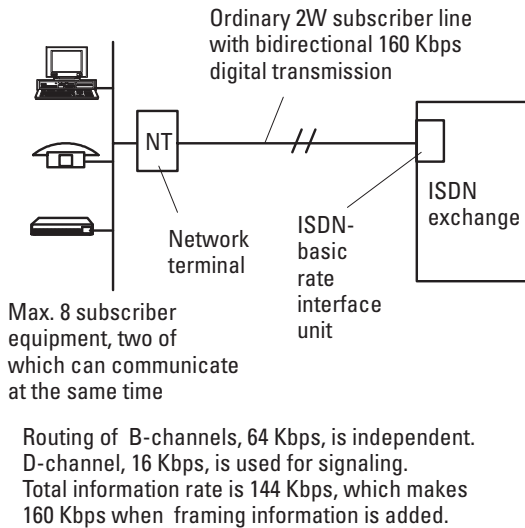 Ordinary 2W subscriber line
with bidirectional 160 Kbps
digital transmission
NT
ISDN
exchange
Network
terminal
ISDN-
basic
rate
interface
unit
Max. 8 subscriber
equipment, two of
which can communicate
at the same time
Routing of B-channels, 64 Kbps, is independent.
D-channel, 16 Kbps, is used for signaling.
Total information rate is 144 Kbps, which makes
160 Kbps when framing information is added.